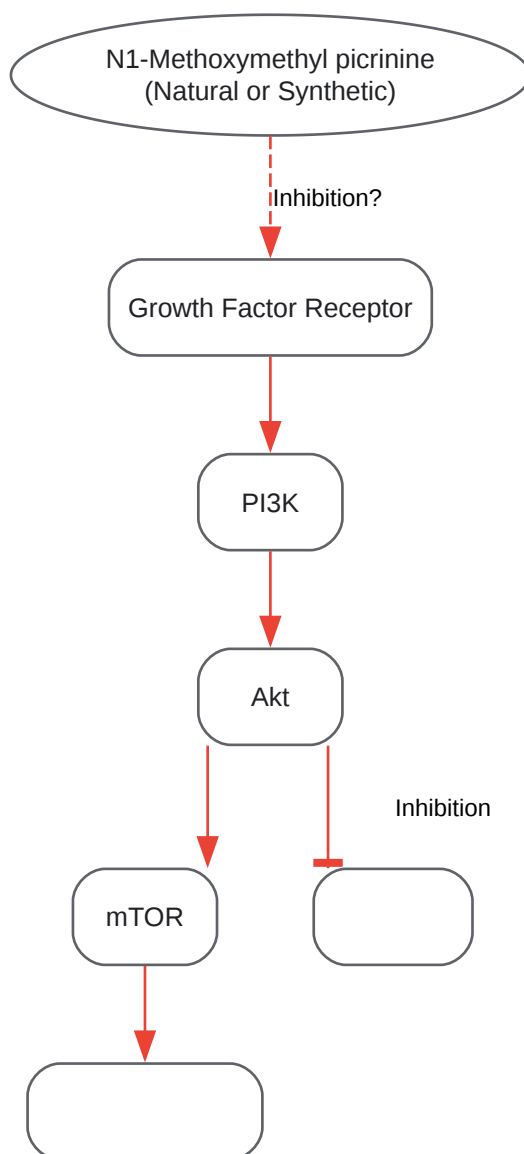 N1-Methoxymethyl picrinine
(Natural or Synthetic)
Inhibition?
Growth Factor Receptor
PI3K
Akt
Inhibition
mTOR